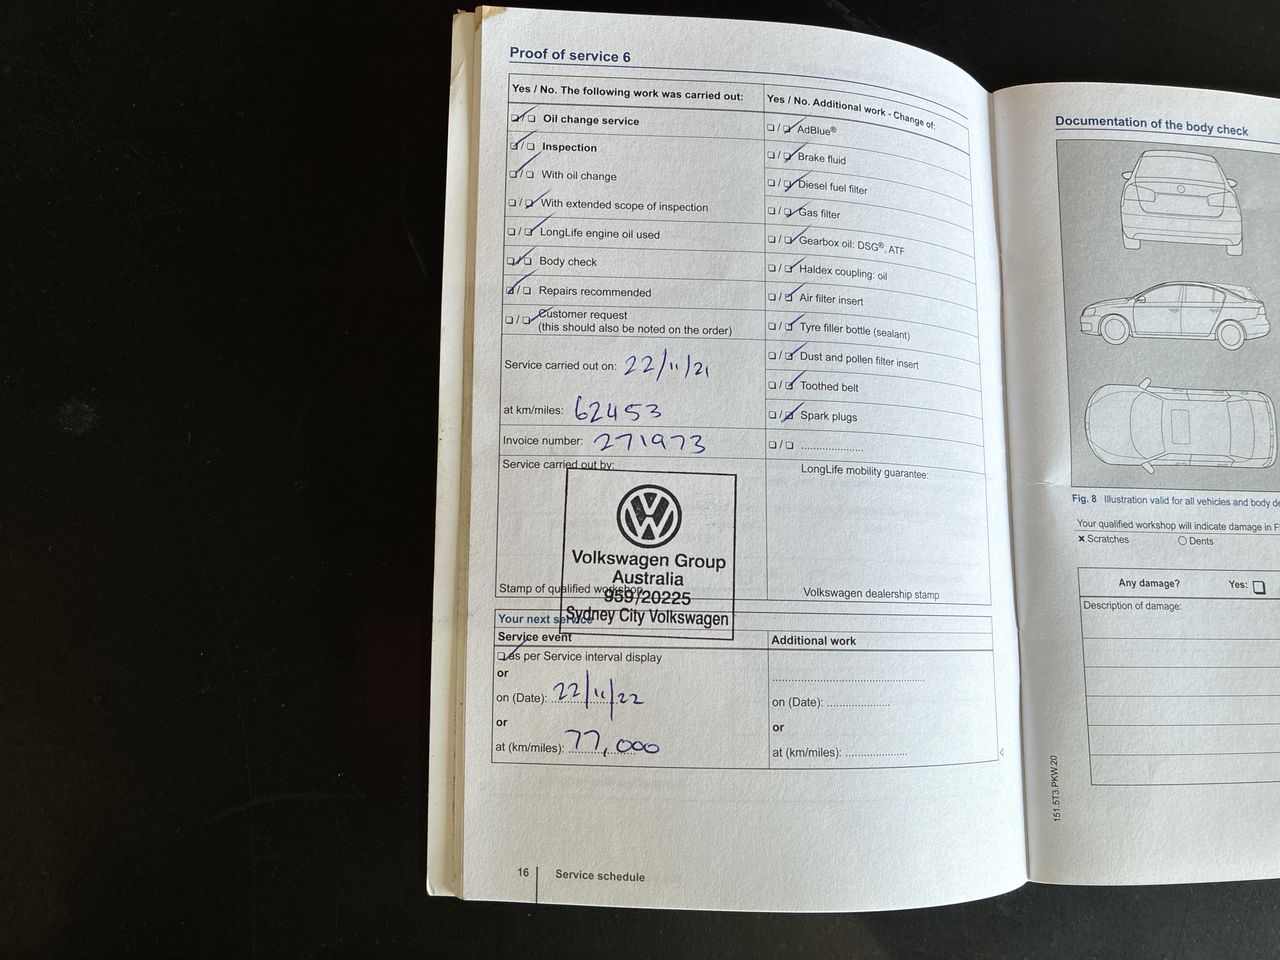 Proof of service 6
Yes / No. The following work was carried out:
☑ / ☐ Oil change service
☑ / ☐ Inspection
☑ / ☐ With oil change
☐ / ☑ With extended scope of inspection
☐ / ☑ LongLife engine oil used
☑ / ☐ Body check
☑ / ☐ Repairs recommended
☐ / ☑ Customer request
(this should also be noted on the order)
Service carried out on: 22/11/21
at km/miles: 62453
Invoice number: 271973
Service carried out by:
Volkswagen Group
Australia
959/20225
Sydney City Volkswagen
Stamp of qualified workshop
Yes / No. Additional work - Change of:
☐ / ☑ AdBlue®
☐ / ☑ Brake fluid
☐ / ☑ Diesel fuel filter
☐ / ☑ Gas filter
☐ / ☑ Gearbox oil: DSG®, ATF
☐ / ☑ Haldex coupling: oil
☐ / ☑ Air filter insert
☐ / ☑ Tyre filler bottle (sealant)
☐ / ☑ Dust and pollen filter insert
☐ / ☑ Toothed belt
☐ / ☑ Spark plugs
☐ / ☐ .....................
LongLife mobility guarantee:
Volkswagen dealership stamp
Your next service
Service event
☑ as per Service interval display
or
on (Date): 22/11/22
or
at (km/miles): 77,000
Additional work
on (Date): .....................
or
at (km/miles): .....................
16 Service schedule
Documentation of the body check
Fig. 8 Illustration valid for all vehicles and body
Your qualified workshop will indicate damage in
× Scratches ○ Dents
Any damage? Yes: ☐
Description of damage:
151.5T3.PKW.20